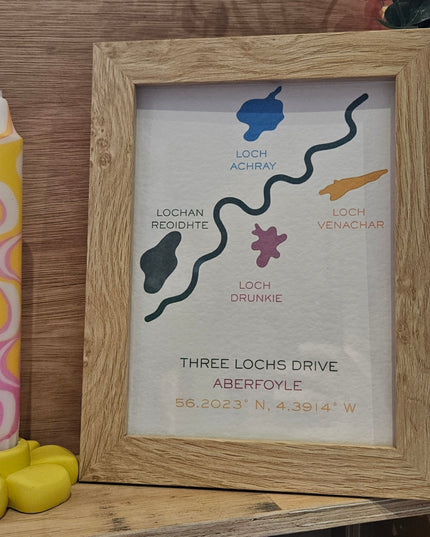 LOCH
ACHRAY
LOCHAN
REOIDHTE
LOCH
VENACHAR
LOCH
DRUNKIE
THREE LOCHS DRIVE
ABERFOYLE
56.2023° N, 4.3914° W